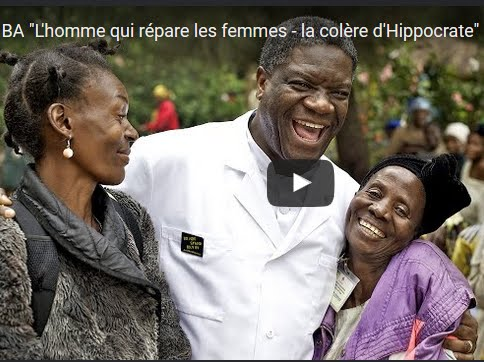 BA "L'homme qui répare les femmes - la colère d'Hippocrate"